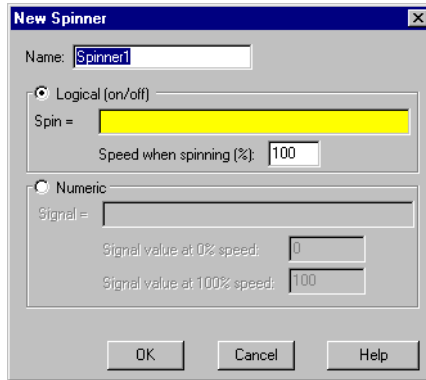 New Spinner
Name: Spinner1
Logical (on/off)
Spin =
Speed when spinning (%): 100
Numeric
Signal =
Signal value at 0% speed: 0
Signal value at 100% speed: 100
OK Cancel Help